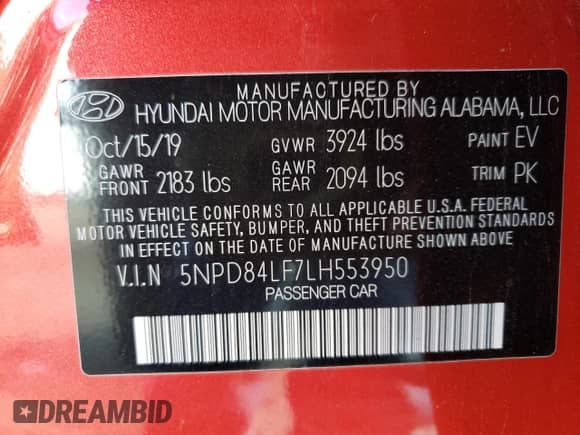 MANUFACTURED BY
HYUNDAI MOTOR MANUFACTURING ALABAMA, LLC
Oct/15/19 GVWR 3924 lbs PAINT EV
GAWR FRONT 2183 lbs GAWR REAR 2094 lbs TRIM PK
THIS VEHICLE CONFORMS TO ALL APPLICABLE U.S.A. FEDERAL
MOTOR VEHICLE SAFETY, BUMPER, AND THEFT PREVENTION STANDARDS
IN EFFECT ON THE DATE OF MANUFACTURE SHOWN ABOVE.
V.I.N 5NPD84LF7LH553950
PASSENGER CAR
DREAMBID